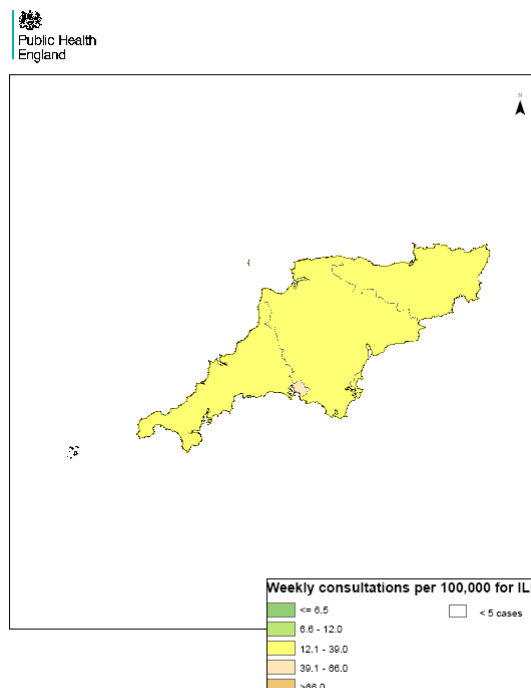 Public Health
England
N
Weekly consultations per 100,000 for IL
<= 6.5
< 5 cases
6.6 - 12.0
12.1 - 39.0
39.1 - 66.0
>66.0